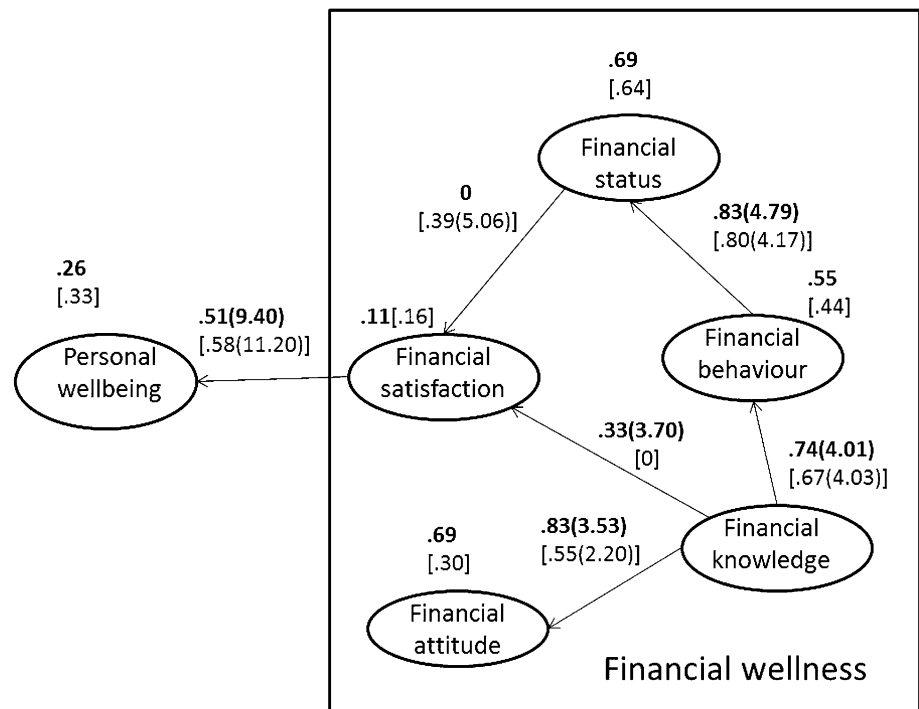 .69
[.64]
Financial
status
0
[.39(5.06)]
.83(4.79)
[.80(4.17)]
.26
[.33]
.55
[.44]
.51(9.40)
[.58(11.20)]
.11[.16]
Personal
wellbeing
Financial
satisfaction
Financial
behaviour
.33(3.70)
[0]
.74(4.01)
[.67(4.03)]
.69
[.30]
.83(3.53)
[.55(2.20)]
Financial
knowledge
Financial
attitude
Financial wellness